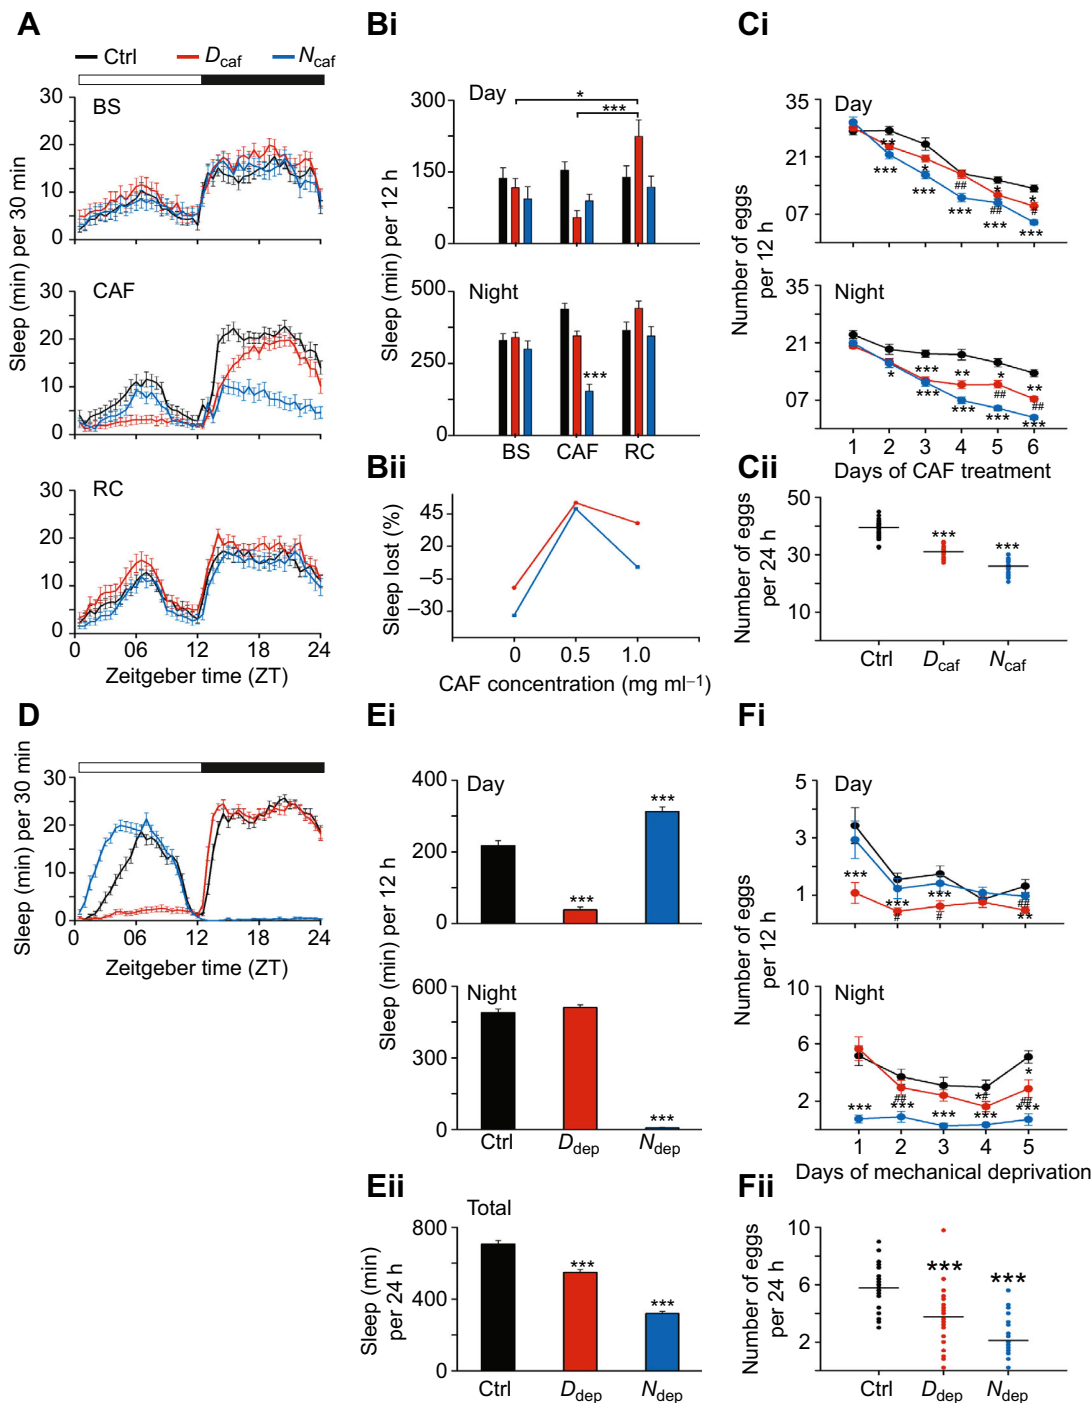 A
Ctrl
Dcaf
Ncaf
Sleep (min) per 30 min
BS
30
20
10
0
CAF
30
20
10
0
RC
30
20
10
0
0
06
12
18
24
Zeitgeber time (ZT)
Bi
Sleep (min) per 12 h
Day
300
150
0
*
***
Night
500
250
0
***
BS
CAF
RC
Bii
Sleep lost (%)
45
20
–5
–30
0
0.5
1.0
CAF concentration (mg ml–1)
Ci
Number of eggs
per 12 h
Day
35
21
07
**
***
*
***
##
***
*
##
***
*
#
***
Night
35
21
07
*
***
***
**
***
*
##
***
**
##
***
1
2
3
4
5
6
Days of CAF treatment
Cii
Number of eggs
per 24 h
50
30
10
***
***
Ctrl
Dcaf
Ncaf
D
Sleep (min) per 30 min
30
20
10
0
0
06
12
18
24
Zeitgeber time (ZT)
Ei
Sleep (min) per 12 h
Day
400
200
0
***
***
Night
600
300
0
***
Ctrl
Ddep
Ndep
Eii
Total
Sleep (min)
per 24 h
800
400
0
***
***
Ctrl
Ddep
Ndep
Fi
Number of eggs
per 12 h
Day
5
3
1
***
***
#
***
#
##
**
Night
10
6
2
***
##
***
***
*#
***
*
##
***
1
2
3
4
5
Days of mechanical deprivation
Fii
Number of eggs
per 24 h
10
6
2
***
***
Ctrl
Ddep
Ndep